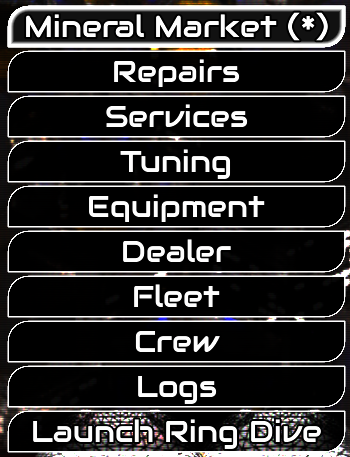 Mineral Market (*)
Repairs
Services
Tuning
Equipment
Dealer
Fleet
Crew
Logs
Launch Ring Dive